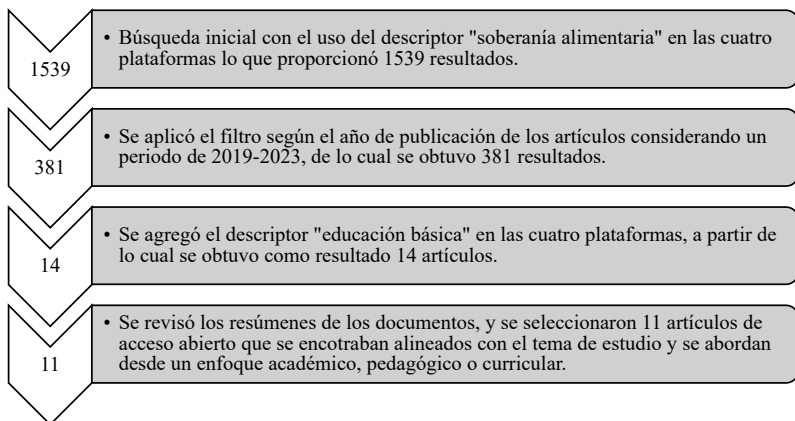 1539
• Búsqueda inicial con el uso del descriptor "soberanía alimentaria" en las cuatro
plataformas lo que proporcionó 1539 resultados.
381
• Se aplicó el filtro según el año de publicación de los artículos considerando un
periodo de 2019-2023, de lo cual se obtuvo 381 resultados.
14
• Se agregó el descriptor "educación básica" en las cuatro plataformas, a partir de
lo cual se obtuvo como resultado 14 artículos.
11
• Se revisó los resúmenes de los documentos, y se seleccionaron 11 artículos de
acceso abierto que se encotraban alineados con el tema de estudio y se abordan
desde un enfoque académico, pedagógico o curricular.